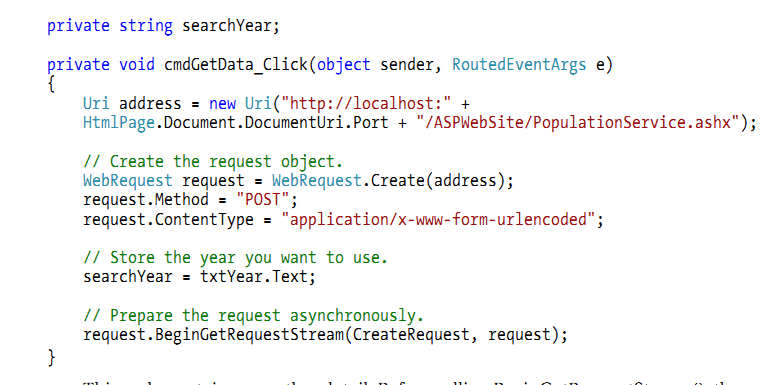 private string searchYear;
private void cmdGetData_Click(object sender, RoutedEventArgs e)
{
Uri address = new Uri("http://localhost:" +
HtmlPage.Document.DocumentUri.Port + "/ASPWebSite/PopulationService.ashx");
// Create the request object.
WebRequest request = WebRequest.Create(address);
request.Method = "POST";
request.ContentType = "application/x-www-form-urlencoded";
// Store the year you want to use.
searchYear = txtYear.Text;
// Prepare the request asynchronously.
request.BeginGetRequestStream(CreateRequest, request);
}